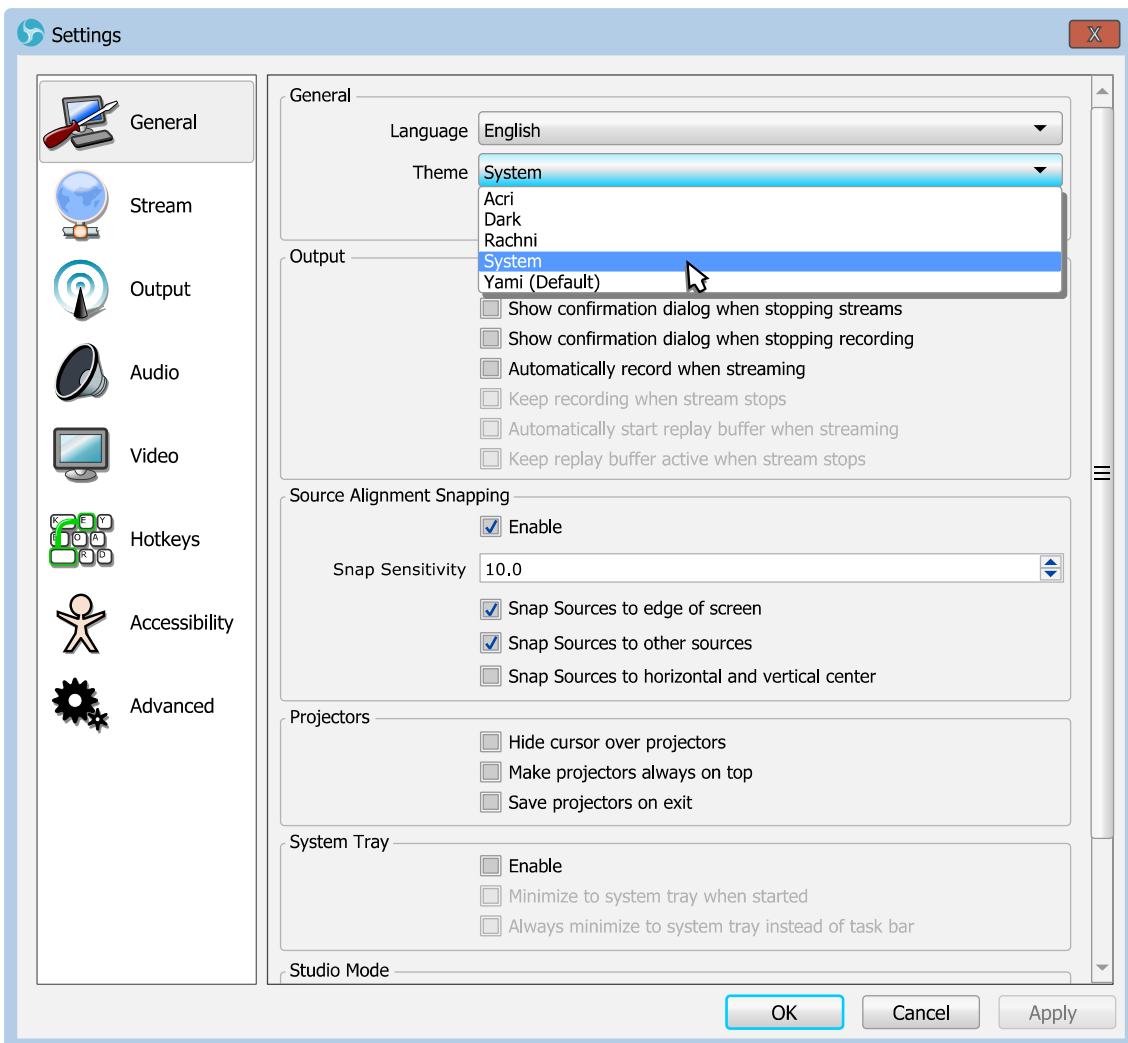 Settings
X
General
Stream
Output
Audio
Video
K E Y
B O A
R D
Hotkeys
Accessibility
Advanced
General
Language English
Theme System
Acri
Dark
Rachni
System
Yami (Default)
Output
Show confirmation dialog when stopping streams
Show confirmation dialog when stopping recording
Automatically record when streaming
Keep recording when stream stops
Automatically start replay buffer when streaming
Keep replay buffer active when stream stops
Source Alignment Snapping
Enable
Snap Sensitivity 10.0
Snap Sources to edge of screen
Snap Sources to other sources
Snap Sources to horizontal and vertical center
Projectors
Hide cursor over projectors
Make projectors always on top
Save projectors on exit
System Tray
Enable
Minimize to system tray when started
Always minimize to system tray instead of task bar
Studio Mode
OK Cancel Apply